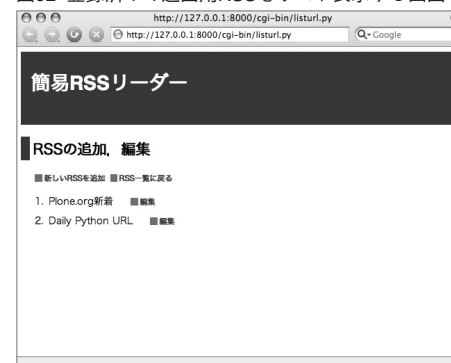 http://127.0.0.1:8000/cgi-bin/listurl.py
http://127.0.0.1:8000/cgi-bin/listurl.py
Google
簡易RSSリーダー
RSSの追加，編集
新しいRSSを追加 RSS一覧に戻る
1. Plone.org新着 編集
2. Daily Python URL 編集